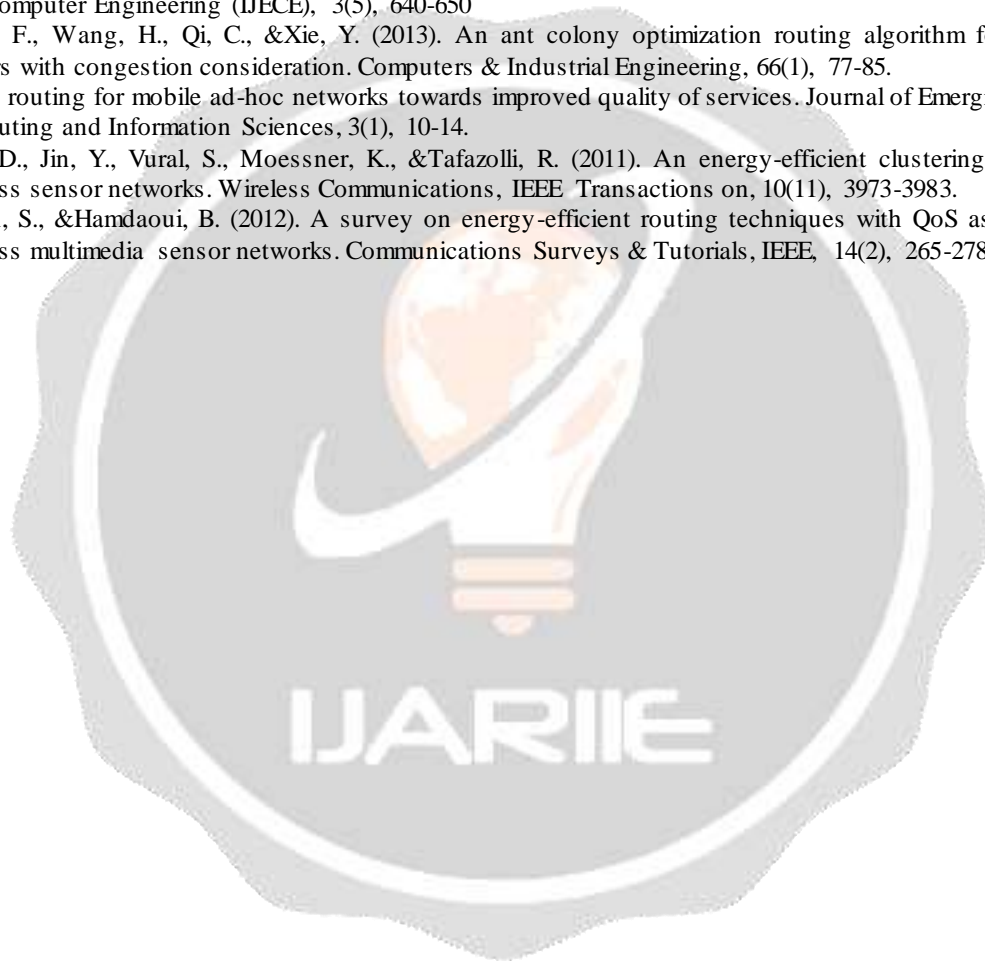 omputer Engineering (IJECE), 3(5), 640-650
F., Wang, H., Qi, C., &Xie, Y. (2013). An ant colony optimization routing algorithm f
rs with congestion consideration. Computers & Industrial Engineering, 66(1), 77-85.
routing for mobile ad-hoc networks towards improved quality of services. Journal of Emerg
uting and Information Sciences, 3(1), 10-14.
D., Jin, Y., Vural, S., Moessner, K., &Tafazolli, R. (2011). An energy-efficient clustering
ss sensor networks. Wireless Communications, IEEE Transactions on, 10(11), 3973-3983.
, S., &Hamdaoui, B. (2012). A survey on energy-efficient routing techniques with QoS as
ss multimedia sensor networks. Communications Surveys & Tutorials, IEEE, 14(2), 265-278
IJARIIE